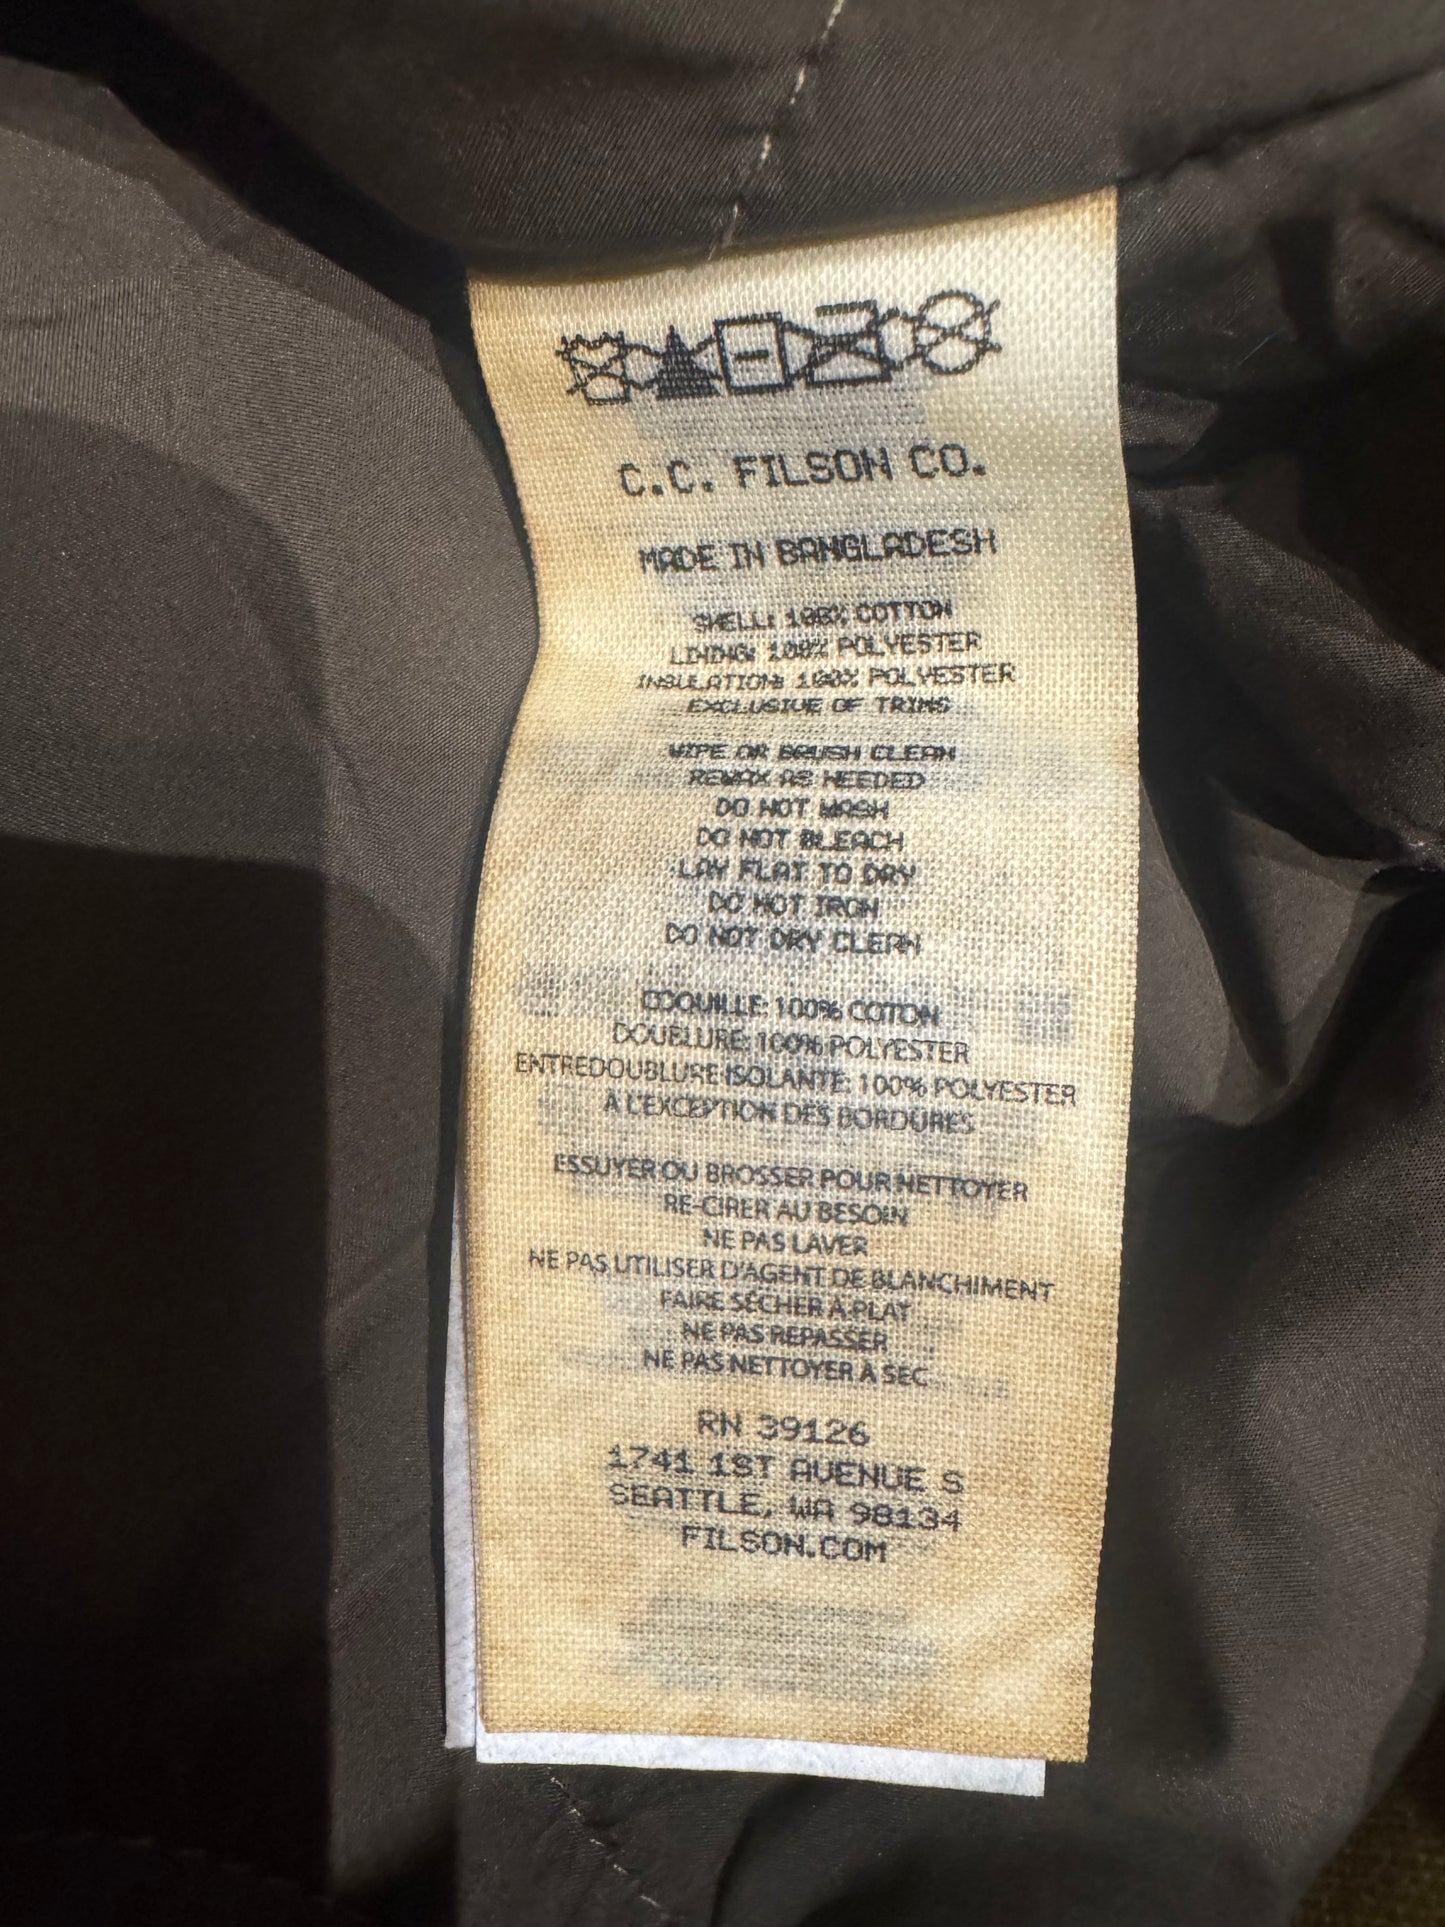 C.C. FILSON CO.
MADE IN BANGLADESH
SHELL: 100% COTTON
LINING: 100% POLYESTER
INSULATION: 100% POLYESTER
EXCLUSIVE OF TRIMS
WIPE OR BRUSH CLEAN
REWAX AS NEEDED
DO NOT WASH
DO NOT BLEACH
LAY FLAT TO DRY
DO NOT IRON
DO NOT DRY CLEAN
COQUILLE: 100% COTON
DOUBLURE: 100% POLYESTER
ENTREDOUBLURE ISOLANTE: 100% POLYESTER
À L'EXCEPTION DES BORDURES
ESSUYER OU BROSSER POUR NETTOYER
RE-CIRER AU BESOIN
NE PAS LAVER
NE PAS UTILISER D'AGENT DE BLANCHIMENT
FAIRE SÉCHER À PLAT
NE PAS REPASSER
NE PAS NETTOYER À SEC
RN 39126
1741 1ST AVENUE S
SEATTLE, WA 98134
FILSON.COM